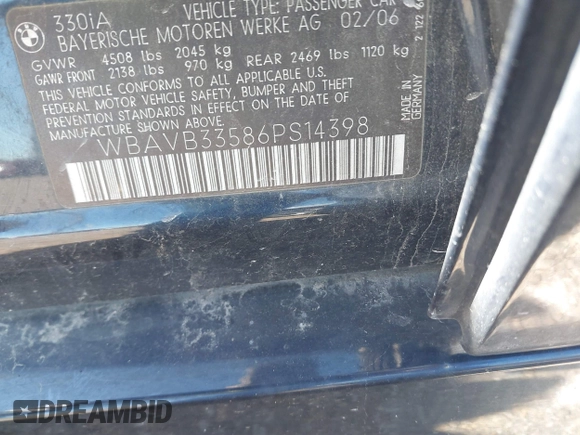 330iA VEHICLE TYPE: PASSENGER CAR
BAYERISCHE MOTOREN WERKE AG 02/06
GVWR 4508 lbs 2045 kg
GAWR FRONT 2138 lbs 970 kg REAR 2469 lbs 1120 kg
THIS VEHICLE CONFORMS TO ALL APPLICABLE U.S.
FEDERAL MOTOR VEHICLE SAFETY, BUMPER, AND THEFT
PREVENTION STANDARDS IN EFFECT ON THE DATE OF
MANUFACTURE SHOWN ABOVE.
WBAVB33586PS14398
MADE IN
GERMANY
DREAMBID